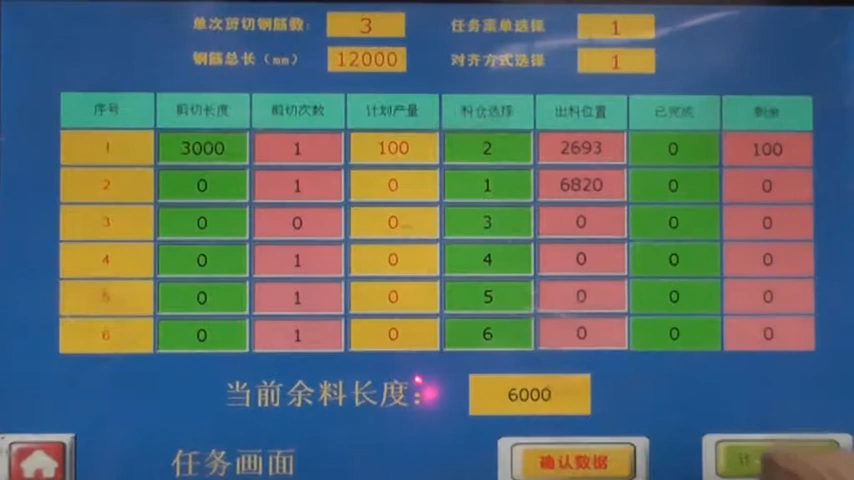 单次剪切钢筋数: 3 任务菜单选择 1
钢筋总长（mm） 12000 对齐方式选择 1
序号 剪切长度 剪切次数 计划产量 料仓选择 出料位置 已完成 剩余
1 3000 1 100 2 2693 0 100
2 0 1 0 1 6820 0 0
3 0 0 0 3 0 0 0
4 0 1 0 4 0 0 0
5 0 1 0 5 0 0 0
6 0 1 0 6 0 0 0
当前余料长度: 6000
任务画面 确认数据